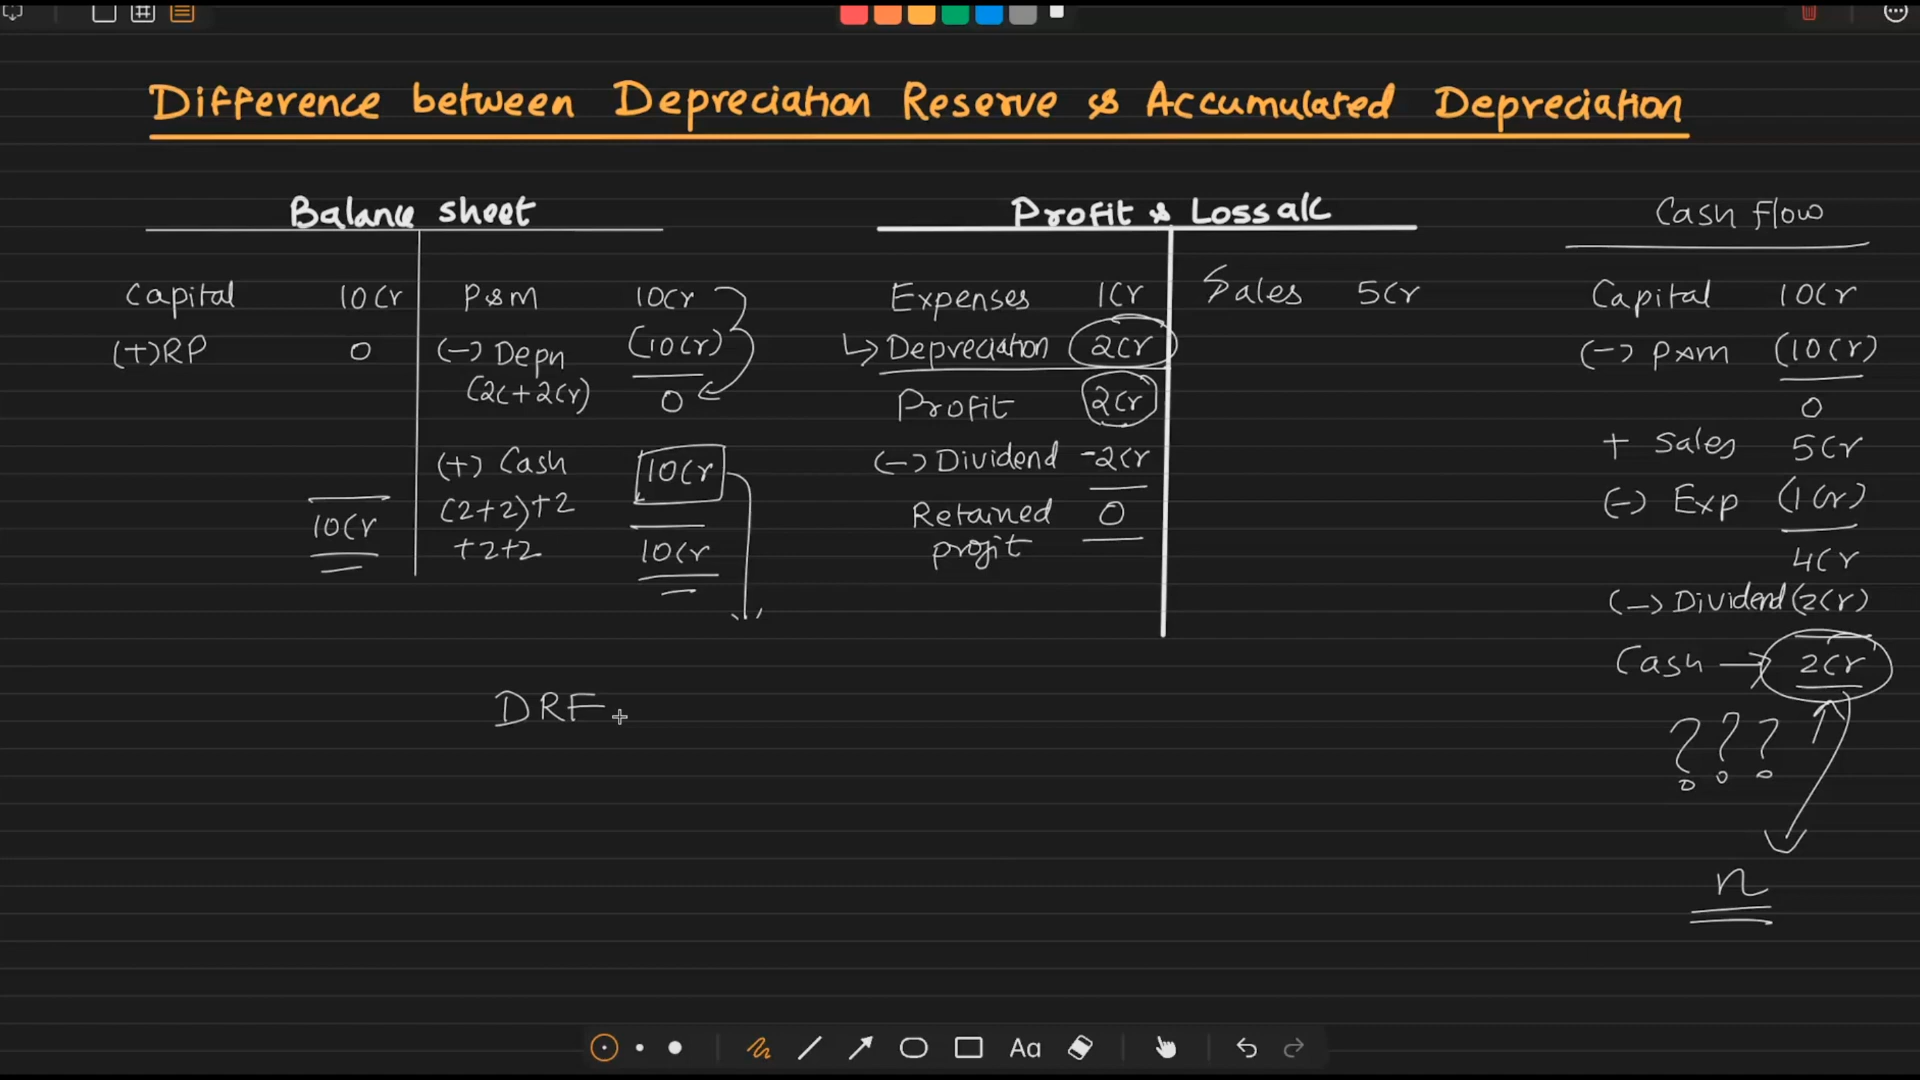 Difference between Depreciation Reserve & Accumulated Depreciation
Balance sheet
Capital 10Cr P&M 10Cr
(+)RP 0 (-) Depn (10Cr)
(2C+2Cr) 0
(+) Cash 10Cr
(2+2)+2
10Cr +2+2 10Cr
Profit & Loss a/c
Expenses 1Cr Sales 5Cr
↳ Depreciation 2Cr
Profit 2Cr
(-) Dividend -2Cr
Retained 0
profit
Cash flow
Capital 10Cr
(-) P&M (10Cr)
0
+ Sales 5Cr
(-) Exp (1Cr)
4Cr
(-) Dividend (2Cr)
Cash → 2Cr
???
n
DRF
Aa